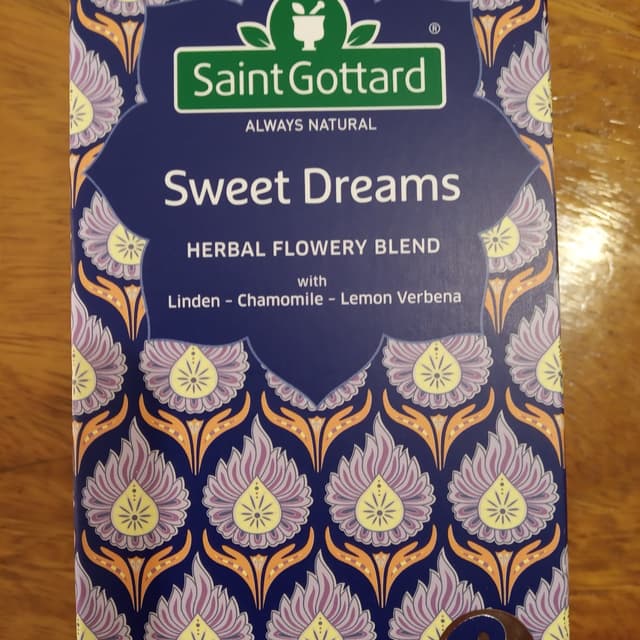 SaintGottard ®
ALWAYS NATURAL
Sweet Dreams
HERBAL FLOWERY BLEND
with
Linden – Chamomile – Lemon Verbena